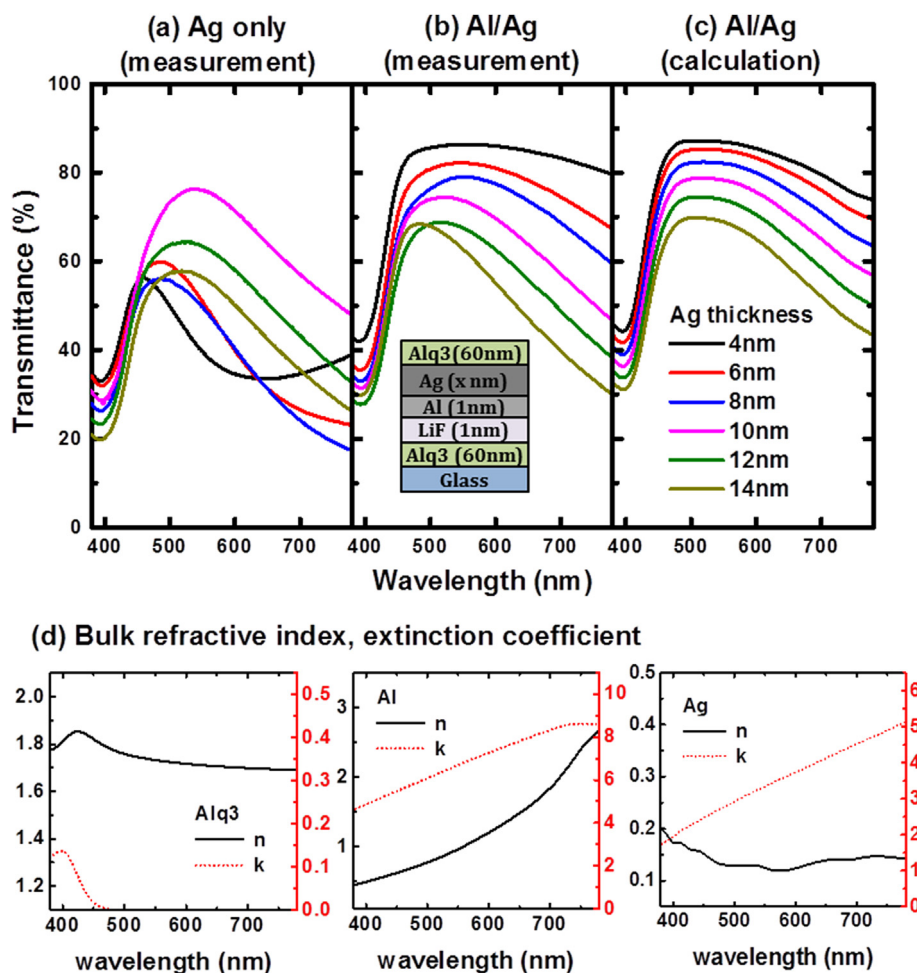 (a) Ag only
(measurement)
(b) Al/Ag
(measurement)
(c) Al/Ag
(calculation)
Transmittance (%)
100
80
60
40
20
0
Alq3(60nm)
Ag (x nm)
Al (1nm)
LiF (1nm)
Alq3 (60nm)
Glass
Ag thickness
4nm
6nm
8nm
10nm
12nm
14nm
400 500 600 700 400 500 600 700 400 500 600 700
Wavelength (nm)
(d) Bulk refractive index, extinction coefficient
2.0
1.8
1.6
1.4
1.2
Alq3
n
k
0.5
0.4
0.3
0.2
0.1
0.0
400 500 600 700
wavelength (nm)
3
2
1
Al
n
k
10
8
6
4
2
0
400 500 600 700
wavelength (nm)
0.5
0.4
0.3
0.2
0.1
Ag
n
k
6
5
4
3
2
1
0
400 500 600 700
wavelength (nm)